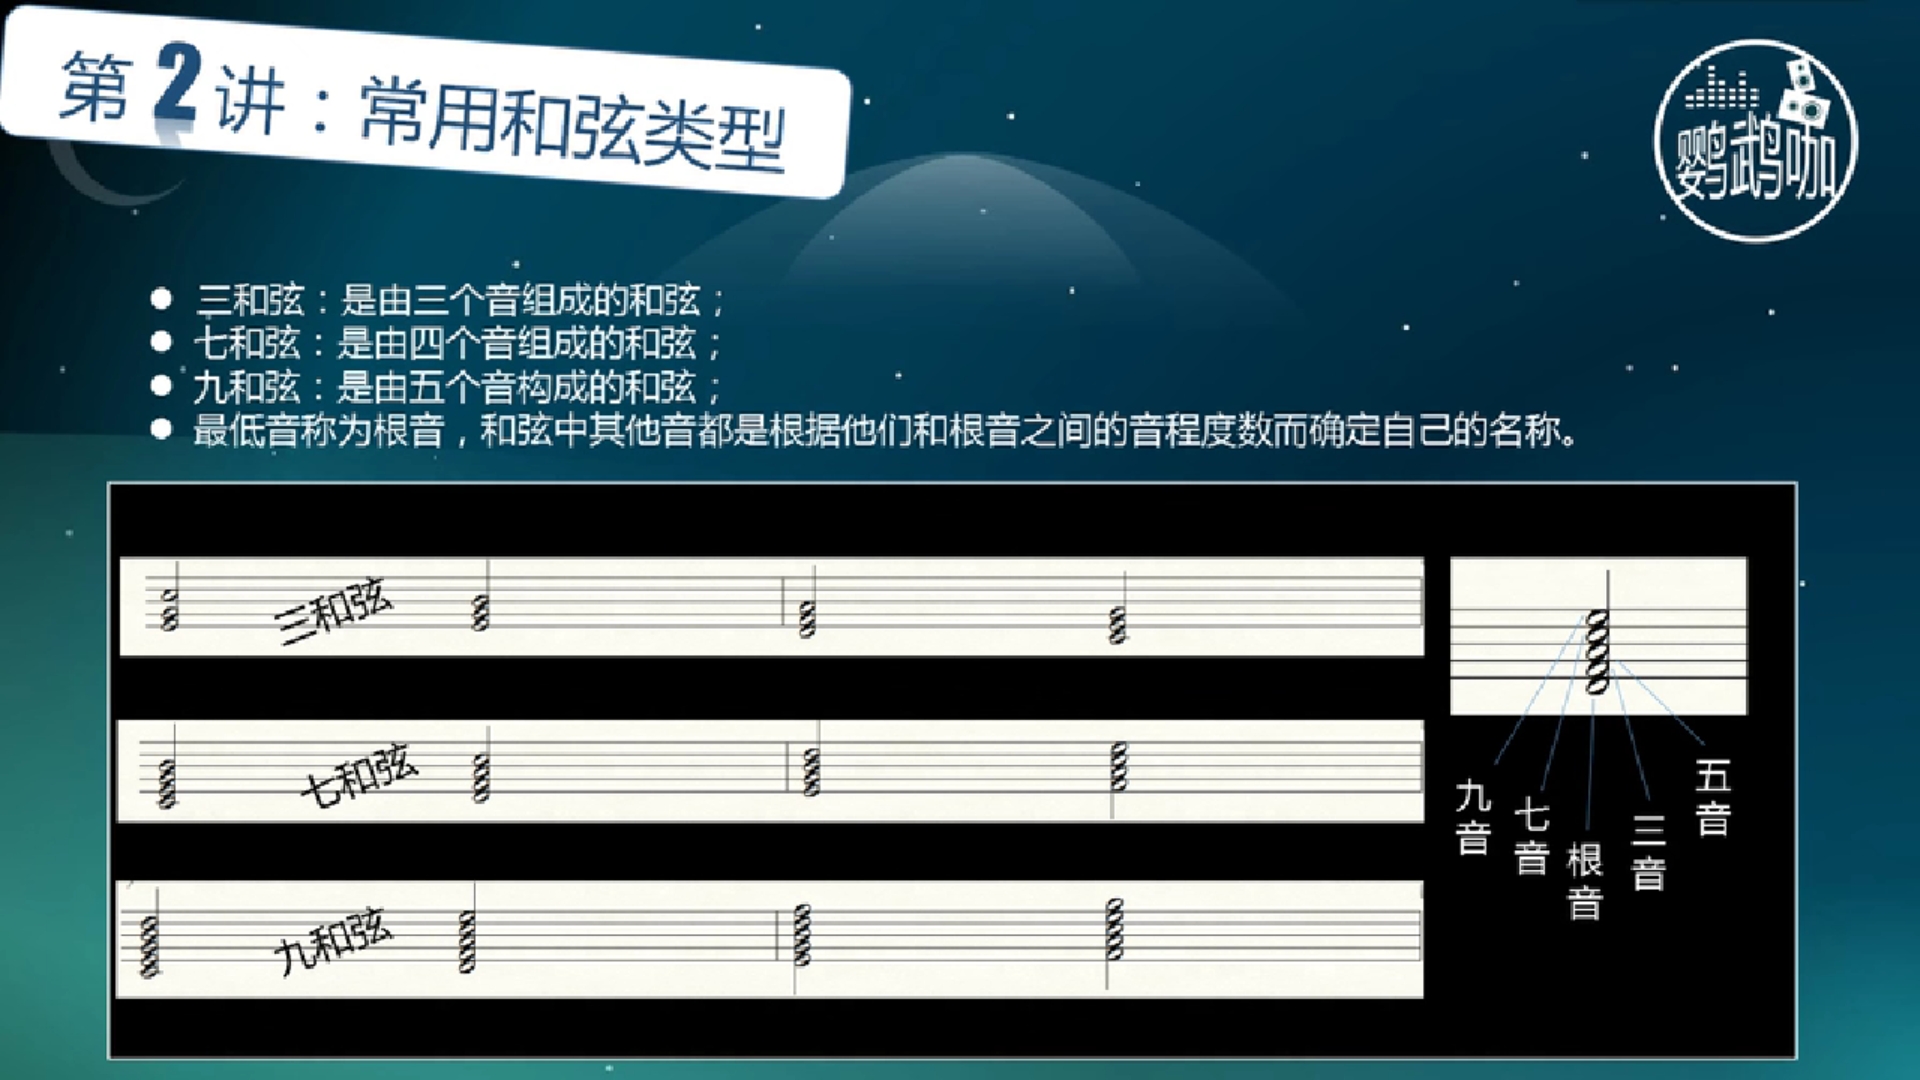 第2讲：常用和弦类型
鹦鹉咖
三和弦：是由三个音组成的和弦；
七和弦：是由四个音组成的和弦；
九和弦：是由五个音构成的和弦；
最低音称为根音，和弦中其他音都是根据他们和根音之间的音程度数而确定自己的名称。
三和弦
七和弦
九和弦
九音
七音
根音
三音
五音